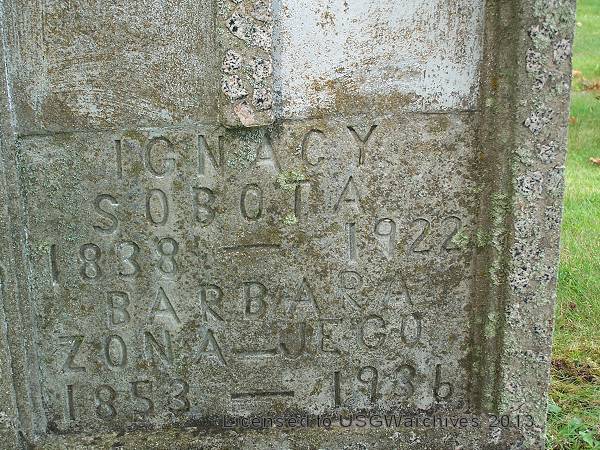 IGNACY
SOBOTA
1838 — 1922
BARBARA
ZONA—JEGO
1853 — 1936
Licensed to USGWarchives 2013